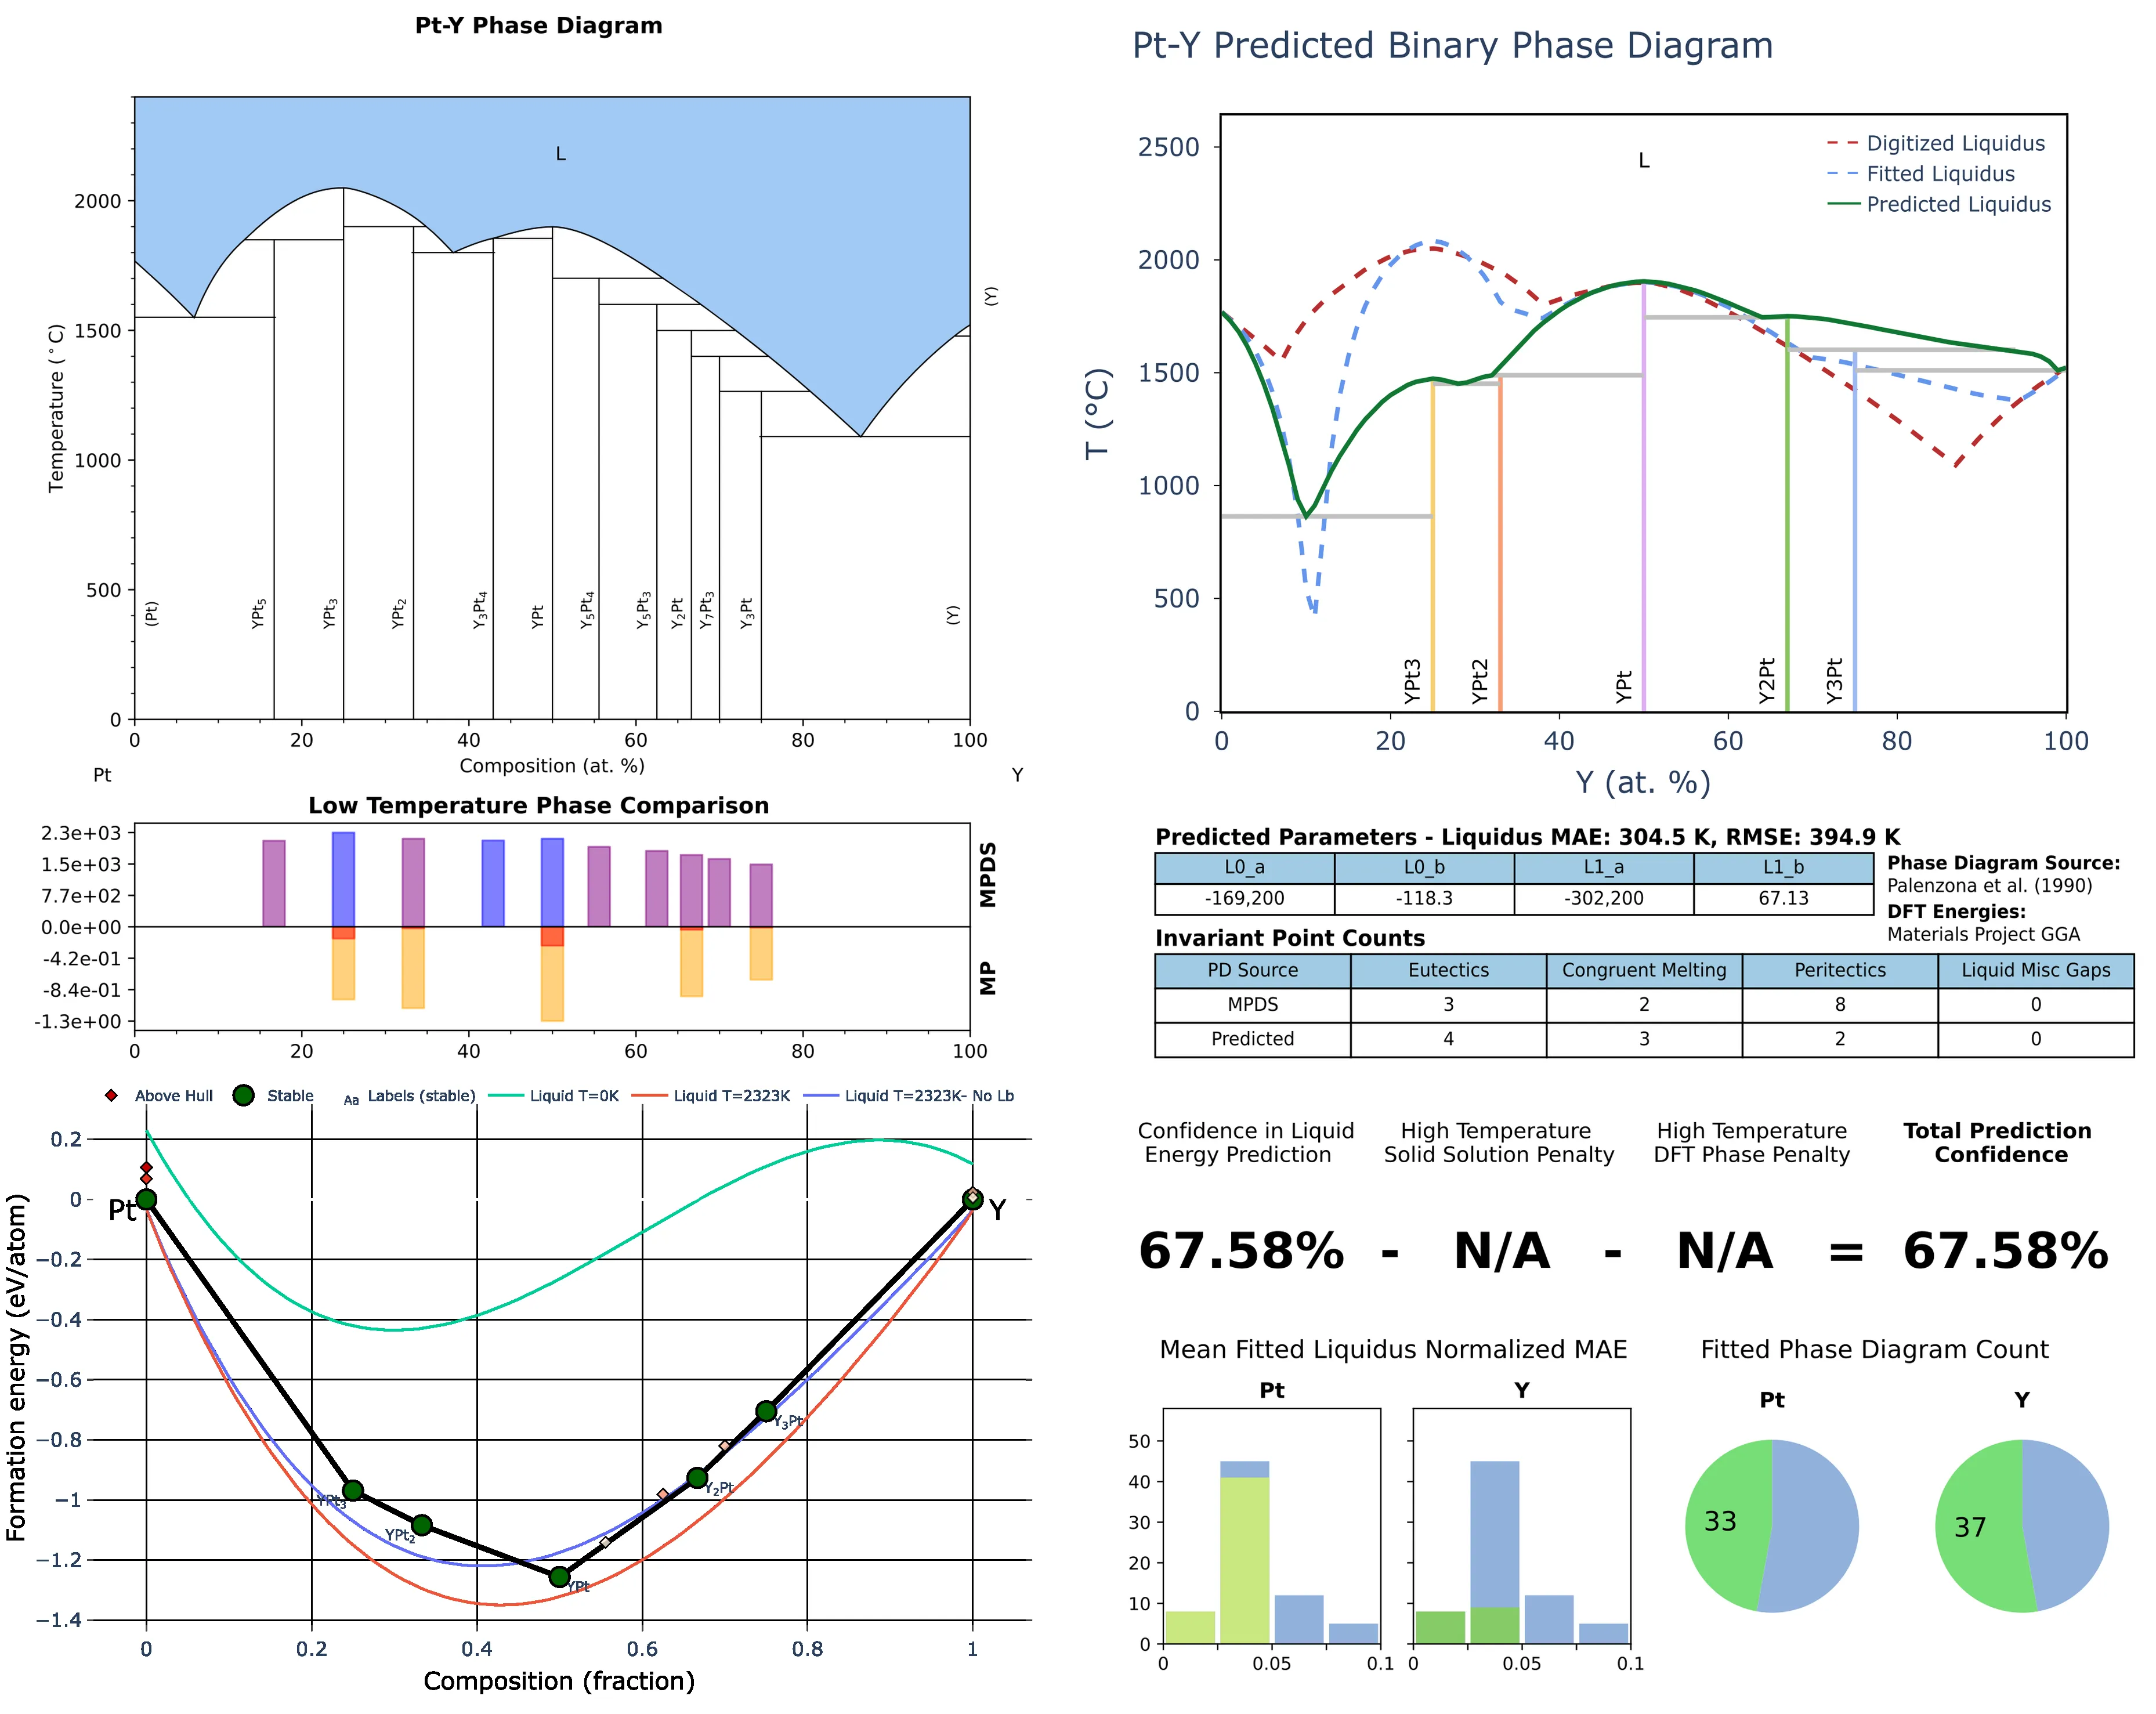 Pt-Y Phase Diagram
L
2000
1500
1000
500
0
Temperature (°C)
(Pt)
YPt5
YPt3
YPt2
Y3Pt4
YPt
Y5Pt4
Y5Pt3
Y2Pt
Y7Pt3
Y3Pt
(Y)
(Y)
0 20 40 60 80 100
Composition (at. %)
Pt Y
Low Temperature Phase Comparison
2.3e+03
1.5e+03
7.7e+02
0.0e+00
-4.2e-01
-8.4e-01
-1.3e+00
MPDS
MP
0 20 40 60 80 100
Above Hull Stable Aa Labels (stable) Liquid T=0K Liquid T=2323K Liquid T=2323K- No Lb
0.2
0
−0.2
−0.4
−0.6
−0.8
−1
−1.2
−1.4
Formation energy (eV/atom)
Pt
Y
YPt3
YPt2
YPt
Y2Pt
Y3Pt
0 0.2 0.4 0.6 0.8 1
Composition (fraction)
Pt-Y Predicted Binary Phase Diagram
L
Digitized Liquidus
Fitted Liquidus
Predicted Liquidus
2500
2000
1500
1000
500
0
T (°C)
YPt3
YPt2
YPt
Y2Pt
Y3Pt
0 20 40 60 80 100
Y (at. %)
Predicted Parameters - Liquidus MAE: 304.5 K, RMSE: 394.9 K
L0_a L0_b L1_a L1_b
-169,200 -118.3 -302,200 67.13
Phase Diagram Source:
Palenzona et al. (1990)
DFT Energies:
Materials Project GGA
Invariant Point Counts
PD Source Eutectics Congruent Melting Peritectics Liquid Misc Gaps
MPDS 3 2 8 0
Predicted 4 3 2 0
Confidence in Liquid
Energy Prediction
High Temperature
Solid Solution Penalty
High Temperature
DFT Phase Penalty
Total Prediction
Confidence
67.58% - N/A - N/A = 67.58%
Mean Fitted Liquidus Normalized MAE
Pt Y
50
40
30
20
10
0
0 0.05 0.1
0 0.05 0.1
Fitted Phase Diagram Count
Pt Y
33
37